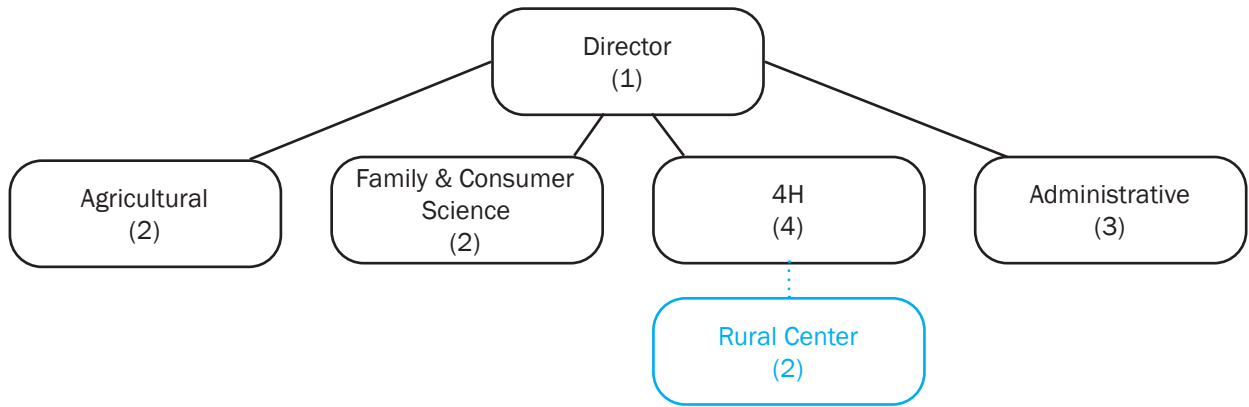 Director
(1)
Agricultural
(2)
Family & Consumer
Science
(2)
4H
(4)
Administrative
(3)
Rural Center
(2)